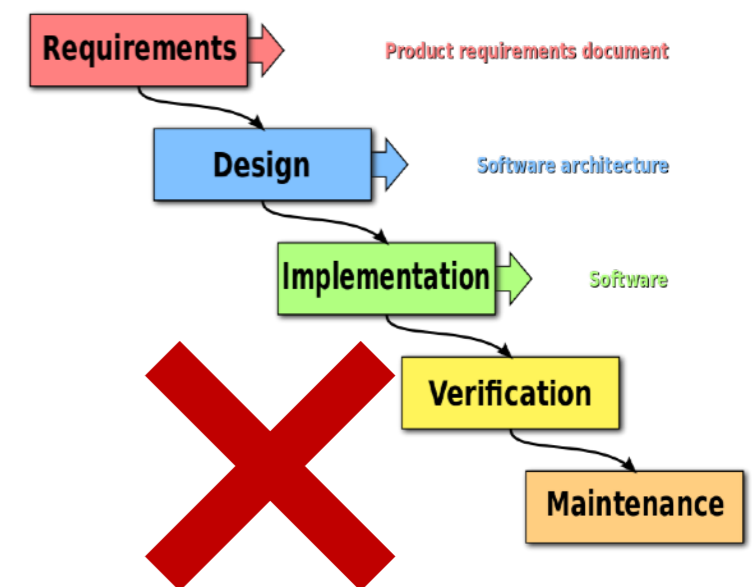 Requirements
Product requirements document
Design
Software architecture
Implementation
Software
Verification
Maintenance